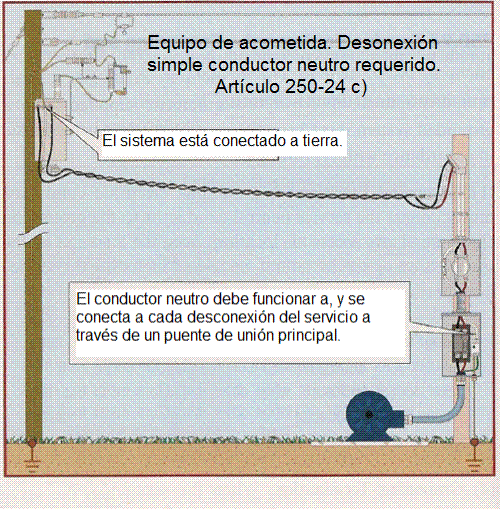 Equipo de acometida. Desonexión
simple conductor neutro requerido.
Artículo 250-24 c)
El sistema está conectado a tierra.
El conductor neutro debe funcionar a, y se
conecta a cada desconexión del servicio a
través de un puente de unión principal.